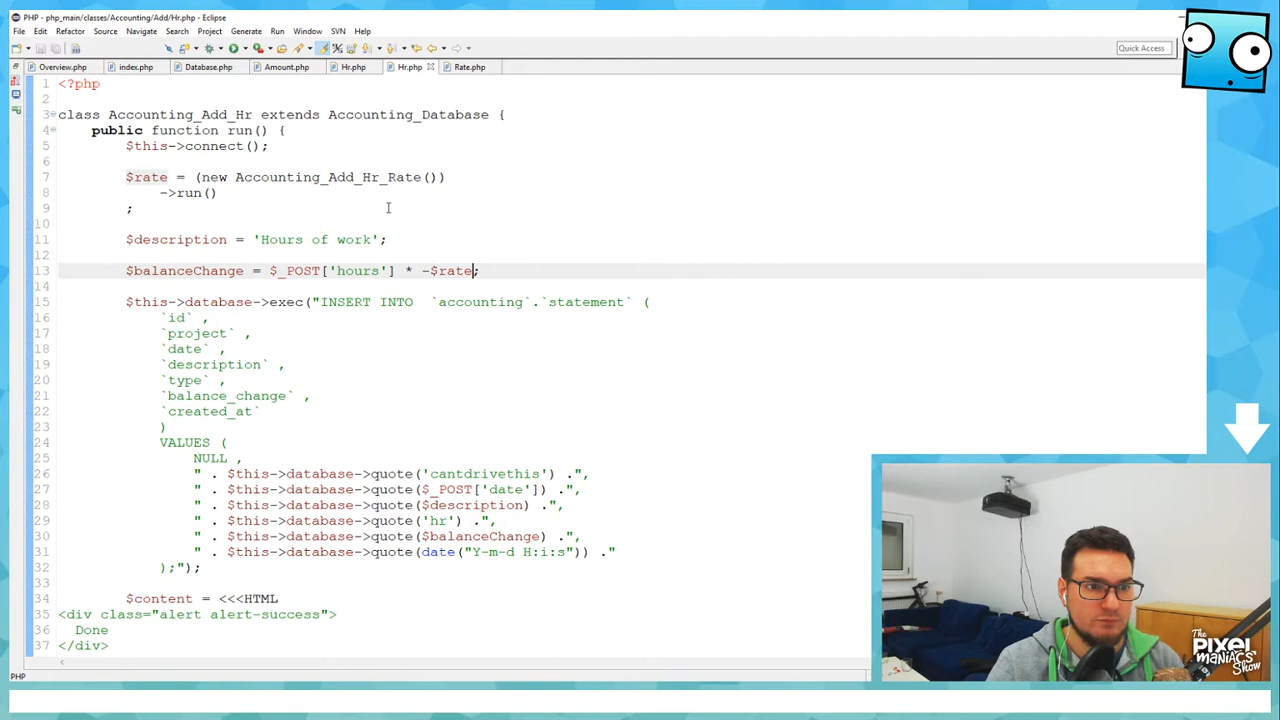 PHP - php_main/classes/Accounting/Add/Hr.php - Eclipse
File Edit Refactor Source Navigate Search Project Generate Run Window SVN Help
Quick Access
Overview.php index.php Database.php Amount.php Hr.php Hr.php Rate.php
1 <?php
2
3 class Accounting_Add_Hr extends Accounting_Database {
4 public function run() {
5 $this->connect();
6
7 $rate = (new Accounting_Add_Hr_Rate())
8 ->run()
9 ;
10
11 $description = 'Hours of work';
12
13 $balanceChange = $_POST['hours'] * -$rate;
14
15 $this->database->exec("INSERT INTO  `accounting`.`statement` (
16 `id` ,
17 `project` ,
18 `date` ,
19 `description` ,
20 `type` ,
21 `balance_change` ,
22 `created_at`
23 )
24 VALUES (
25 NULL ,
26 " . $this->database->quote('cantdrivethis') .",
27 " . $this->database->quote($_POST['date']) .",
28 " . $this->database->quote($description) .",
29 " . $this->database->quote('hr') .",
30 " . $this->database->quote($balanceChange) .",
31 " . $this->database->quote(date("Y-m-d H:i:s")) ."
32 );");
33
34 $content = <<<HTML
35 <div class="alert alert-success">
36 Done
37 </div>
PHP
The
PiXEL
MANIACS
Show